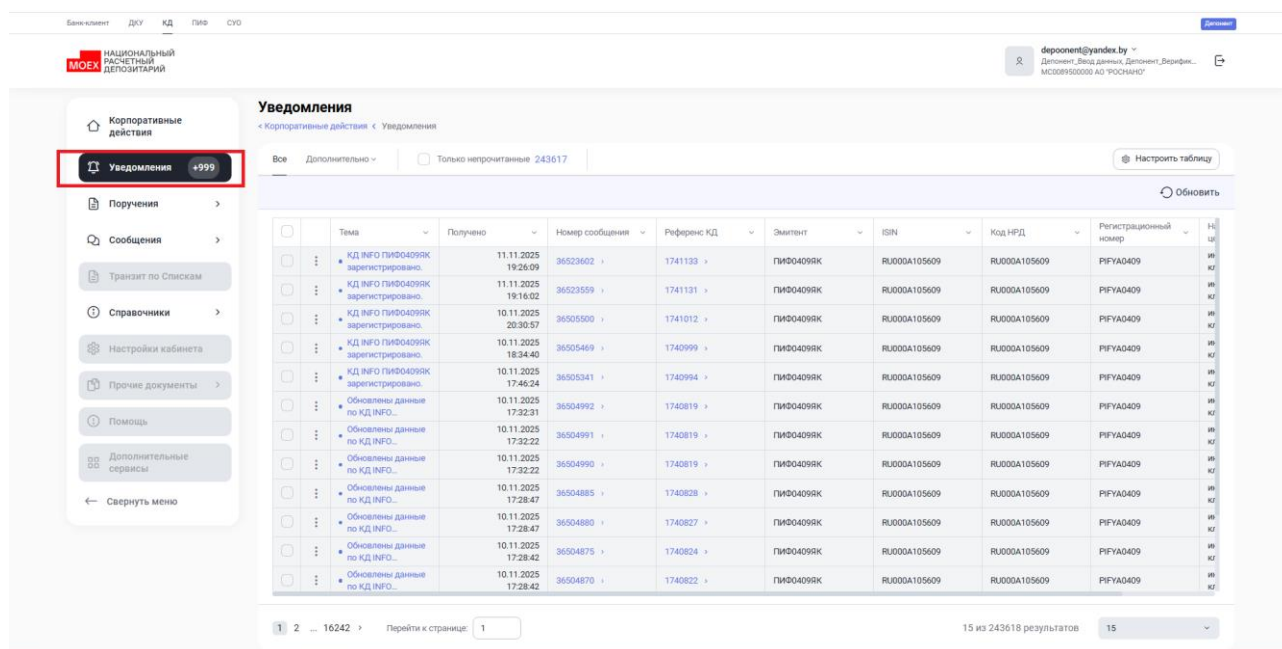 Банк-клиент ДКУ КД ПИФ СУО
Депонент
MOEX НАЦИОНАЛЬНЫЙ
РАСЧЕТНЫЙ
ДЕПОЗИТАРИЙ
depoonent@yandex.by
Депонент_Ввод данных, Депонент_Верифик...
MC0089500000 АО "РОСНАНО"
Корпоративные
действия
Уведомления +999
Поручения
Сообщения
Транзит по Спискам
Справочники
Настройки кабинета
Прочие документы
Помощь
Дополнительные
сервисы
Свернуть меню
Уведомления
< Корпоративные действия < Уведомления
Все Дополнительно Только непрочитанные 243617 Настроить таблицу
Обновить
Тема Получено Номер сообщения Референс КД Эмитент ISIN Код НРД Регистрационный
номер
КД INFO ПИФ0409ЯК 11.11.2025
зарегистрировано. 19:26:09 36523602 1741133 ПИФ0409ЯК RU000A105609 RU000A105609 PIFYA0409
КД INFO ПИФ0409ЯК 11.11.2025
зарегистрировано. 19:16:02 36523559 1741131 ПИФ0409ЯК RU000A105609 RU000A105609 PIFYA0409
КД INFO ПИФ0409ЯК 10.11.2025
зарегистрировано. 20:30:57 36505500 1741012 ПИФ0409ЯК RU000A105609 RU000A105609 PIFYA0409
КД INFO ПИФ0409ЯК 10.11.2025
зарегистрировано. 18:34:40 36505469 1740999 ПИФ0409ЯК RU000A105609 RU000A105609 PIFYA0409
КД INFO ПИФ0409ЯК 10.11.2025
зарегистрировано. 17:46:24 36505341 1740994 ПИФ0409ЯК RU000A105609 RU000A105609 PIFYA0409
Обновлены данные 10.11.2025
по КД INFO... 17:32:31 36504992 1740819 ПИФ0409ЯК RU000A105609 RU000A105609 PIFYA0409
Обновлены данные 10.11.2025
по КД INFO... 17:32:22 36504991 1740819 ПИФ0409ЯК RU000A105609 RU000A105609 PIFYA0409
Обновлены данные 10.11.2025
по КД INFO... 17:32:22 36504990 1740819 ПИФ0409ЯК RU000A105609 RU000A105609 PIFYA0409
Обновлены данные 10.11.2025
по КД INFO... 17:28:47 36504885 1740828 ПИФ0409ЯК RU000A105609 RU000A105609 PIFYA0409
Обновлены данные 10.11.2025
по КД INFO... 17:28:47 36504880 1740827 ПИФ0409ЯК RU000A105609 RU000A105609 PIFYA0409
Обновлены данные 10.11.2025
по КД INFO... 17:28:42 36504875 1740824 ПИФ0409ЯК RU000A105609 RU000A105609 PIFYA0409
Обновлены данные 10.11.2025
по КД INFO... 17:28:42 36504870 1740822 ПИФ0409ЯК RU000A105609 RU000A105609 PIFYA0409
1 2 ... 16242 > Перейти к странице: 1 15 из 243618 результатов 15